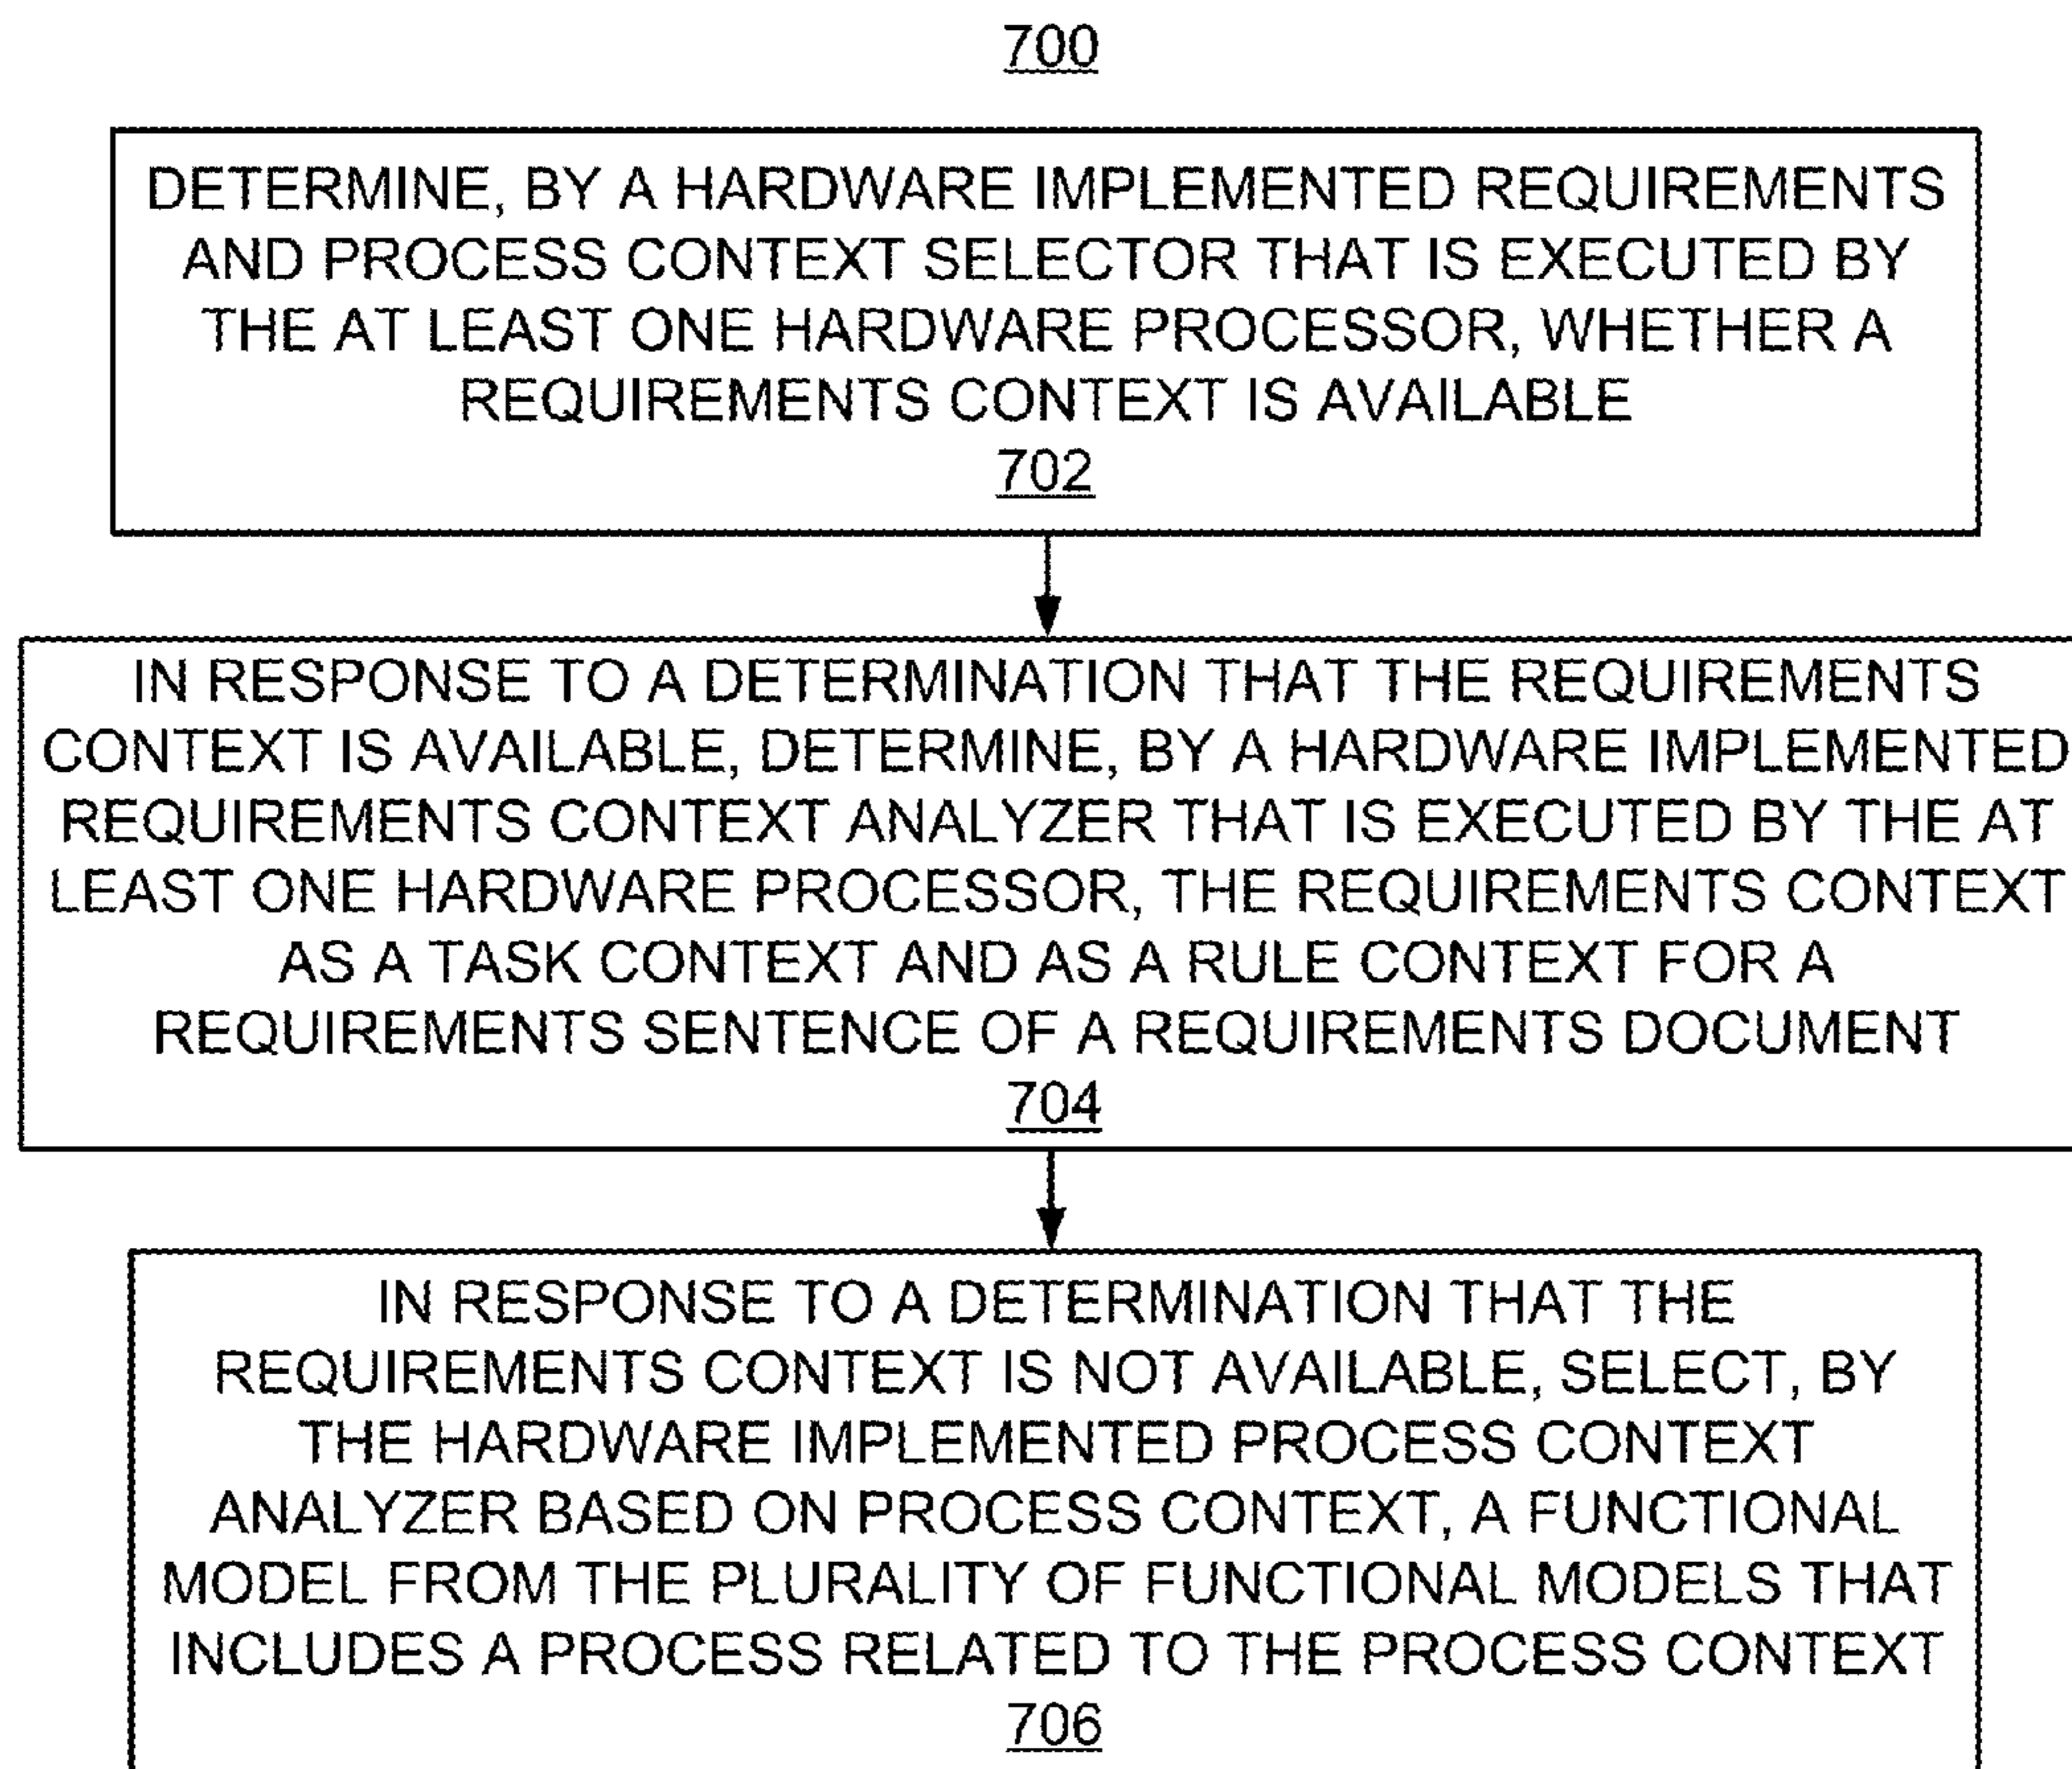 700
DETERMINE, BY A HARDWARE IMPLEMENTED REQUIREMENTS
AND PROCESS CONTEXT SELECTOR THAT IS EXECUTED BY
THE AT LEAST ONE HARDWARE PROCESSOR, WHETHER A
REQUIREMENTS CONTEXT IS AVAILABLE
702
IN RESPONSE TO A DETERMINATION THAT THE REQUIREMENTS
CONTEXT IS AVAILABLE, DETERMINE, BY A HARDWARE IMPLEMENTED
REQUIREMENTS CONTEXT ANALYZER THAT IS EXECUTED BY THE AT
LEAST ONE HARDWARE PROCESSOR, THE REQUIREMENTS CONTEXT
AS A TASK CONTEXT AND AS A RULE CONTEXT FOR A
REQUIREMENTS SENTENCE OF A REQUIREMENTS DOCUMENT
704
IN RESPONSE TO A DETERMINATION THAT THE
REQUIREMENTS CONTEXT IS NOT AVAILABLE, SELECT, BY
THE HARDWARE IMPLEMENTED PROCESS CONTEXT
ANALYZER BASED ON PROCESS CONTEXT, A FUNCTIONAL
MODEL FROM THE PLURALITY OF FUNCTIONAL MODELS THAT
INCLUDES A PROCESS RELATED TO THE PROCESS CONTEXT
706